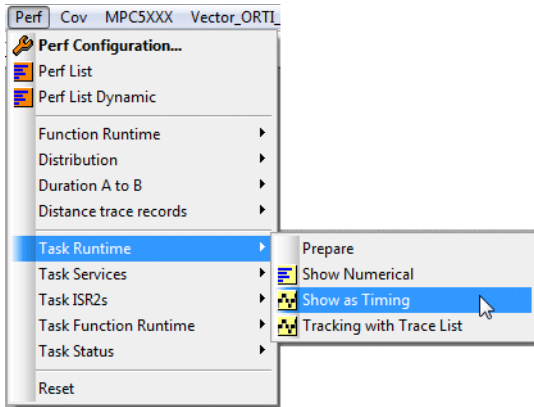 Perf Cov MPC5XXX Vector_ORTI_
Perf Configuration...
Perf List
Perf List Dynamic
Function Runtime
Distribution
Duration A to B
Distance trace records
Task Runtime
Task Services
Task ISR2s
Task Function Runtime
Task Status
Reset
Prepare
Show Numerical
Show as Timing
Tracking with Trace List